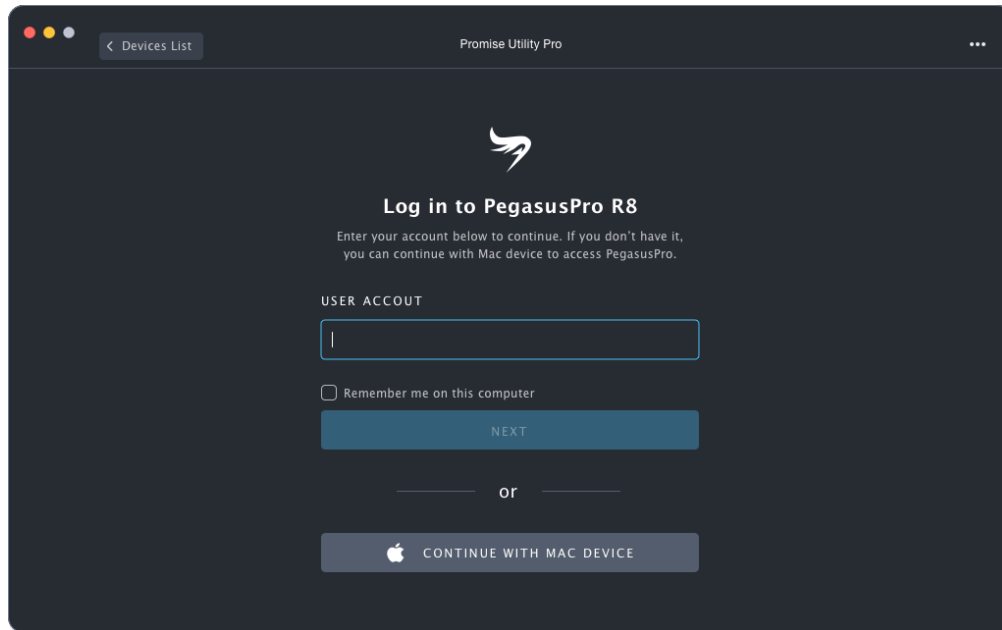 Devices List
Promise Utility Pro
Log in to PegasusPro R8
Enter your account below to continue. If you don't have it,
you can continue with Mac device to access PegasusPro.
USER ACCOUT
Remember me on this computer
NEXT
or
CONTINUE WITH MAC DEVICE